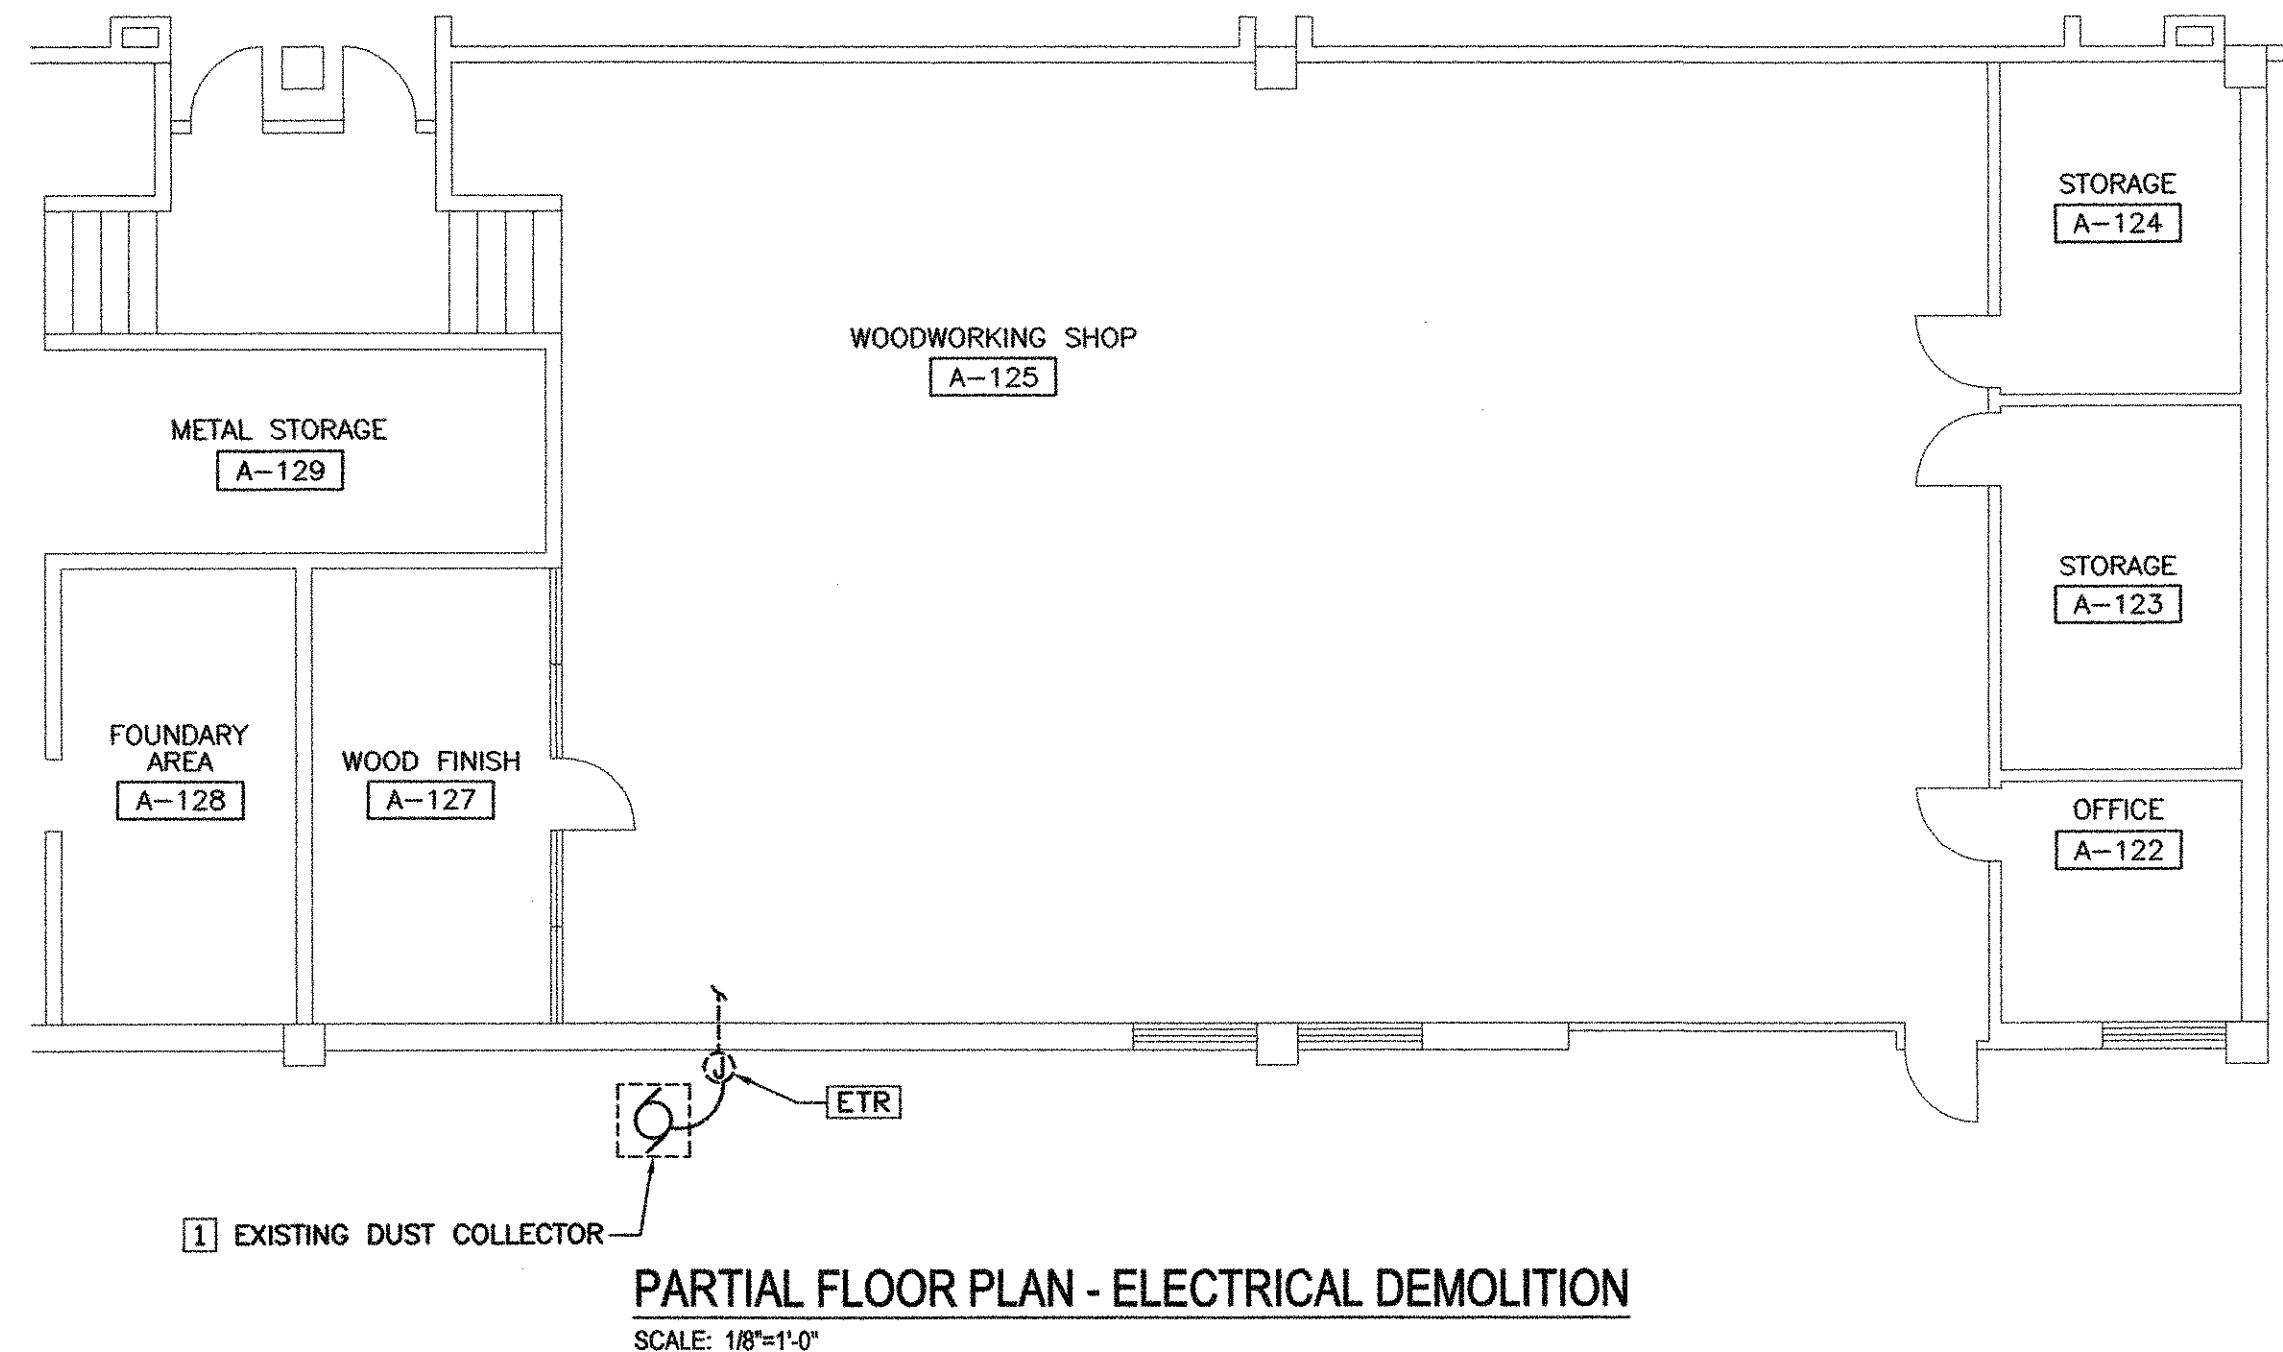 STORAGE
A-124
WOODWORKING SHOP
A-125
METAL STORAGE
A-129
STORAGE
A-123
FOUNDARY
AREA
A-128
WOOD FINISH
A-127
OFFICE
A-122
J
ETR
1 EXISTING DUST COLLECTOR
PARTIAL FLOOR PLAN - ELECTRICAL DEMOLITION
SCALE: 1/8"=1'-0"